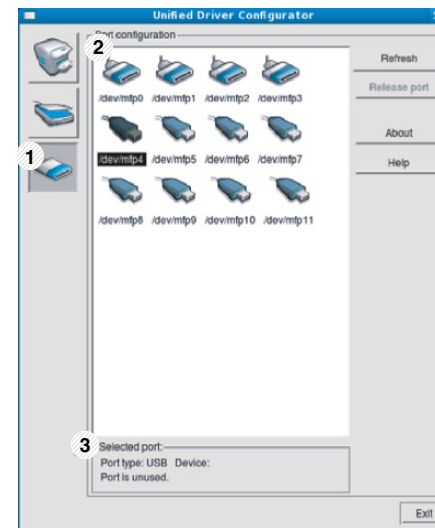 Unified Driver Configurator
2
Port configuration
Refresh
Release port
About
Help
/dev/mfp0 /dev/mfp1 /dev/mfp2 /dev/mfp3
1
/dev/mfp4 /dev/mfp5 /dev/mfp6 /dev/mfp7
/dev/mfp8 /dev/mfp9 /dev/mfp10 /dev/mfp11
3
Selected port:
Port type: USB Device:
Port is unused.
Exit